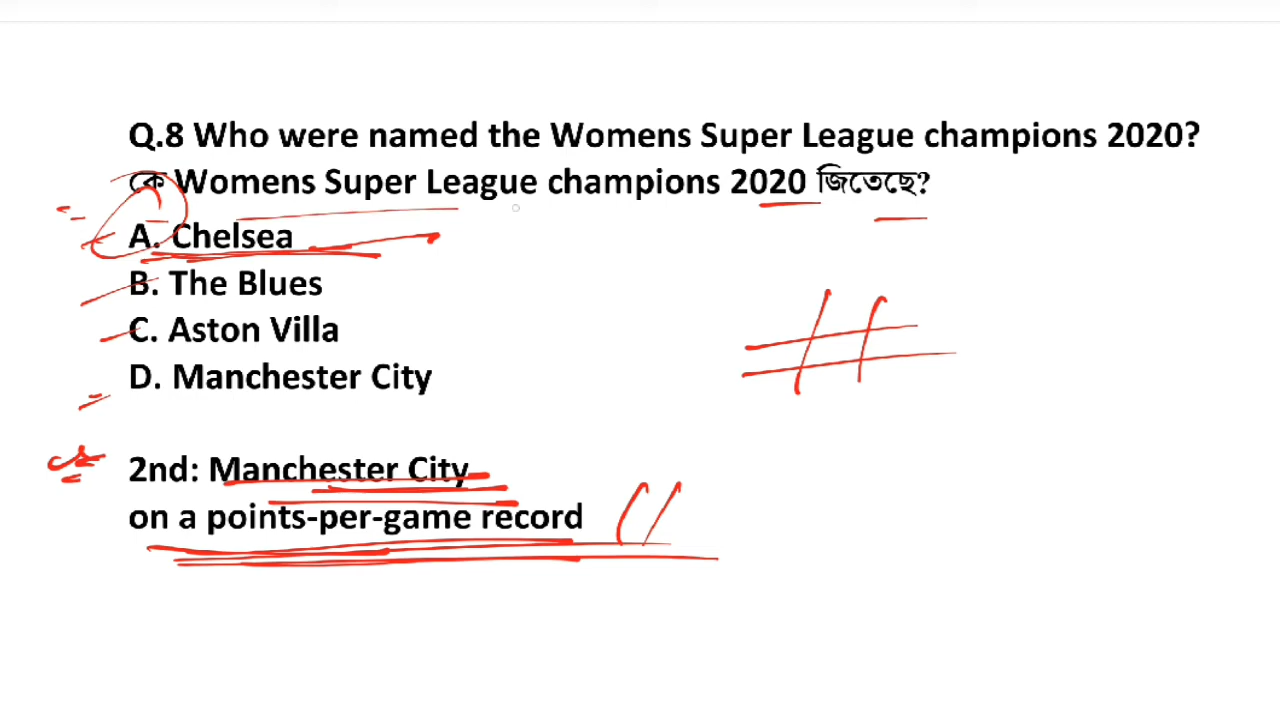 Q.8 Who were named the Womens Super League champions 2020?
কে Womens Super League champions 2020 জিতেছে?
A. Chelsea
B. The Blues
C. Aston Villa
D. Manchester City
2nd: Manchester City
on a points-per-game record